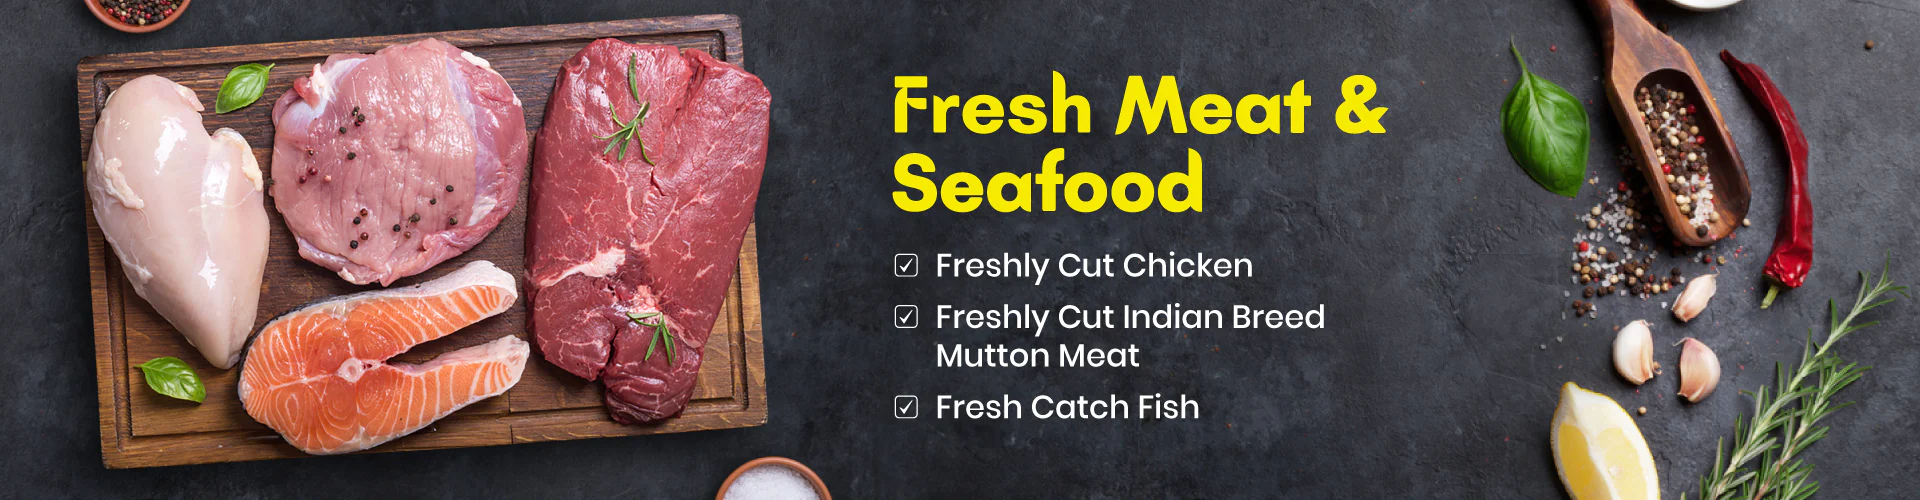 Fresh Meat &
Seafood
Freshly Cut Chicken
Freshly Cut Indian Breed
Mutton Meat
Fresh Catch Fish